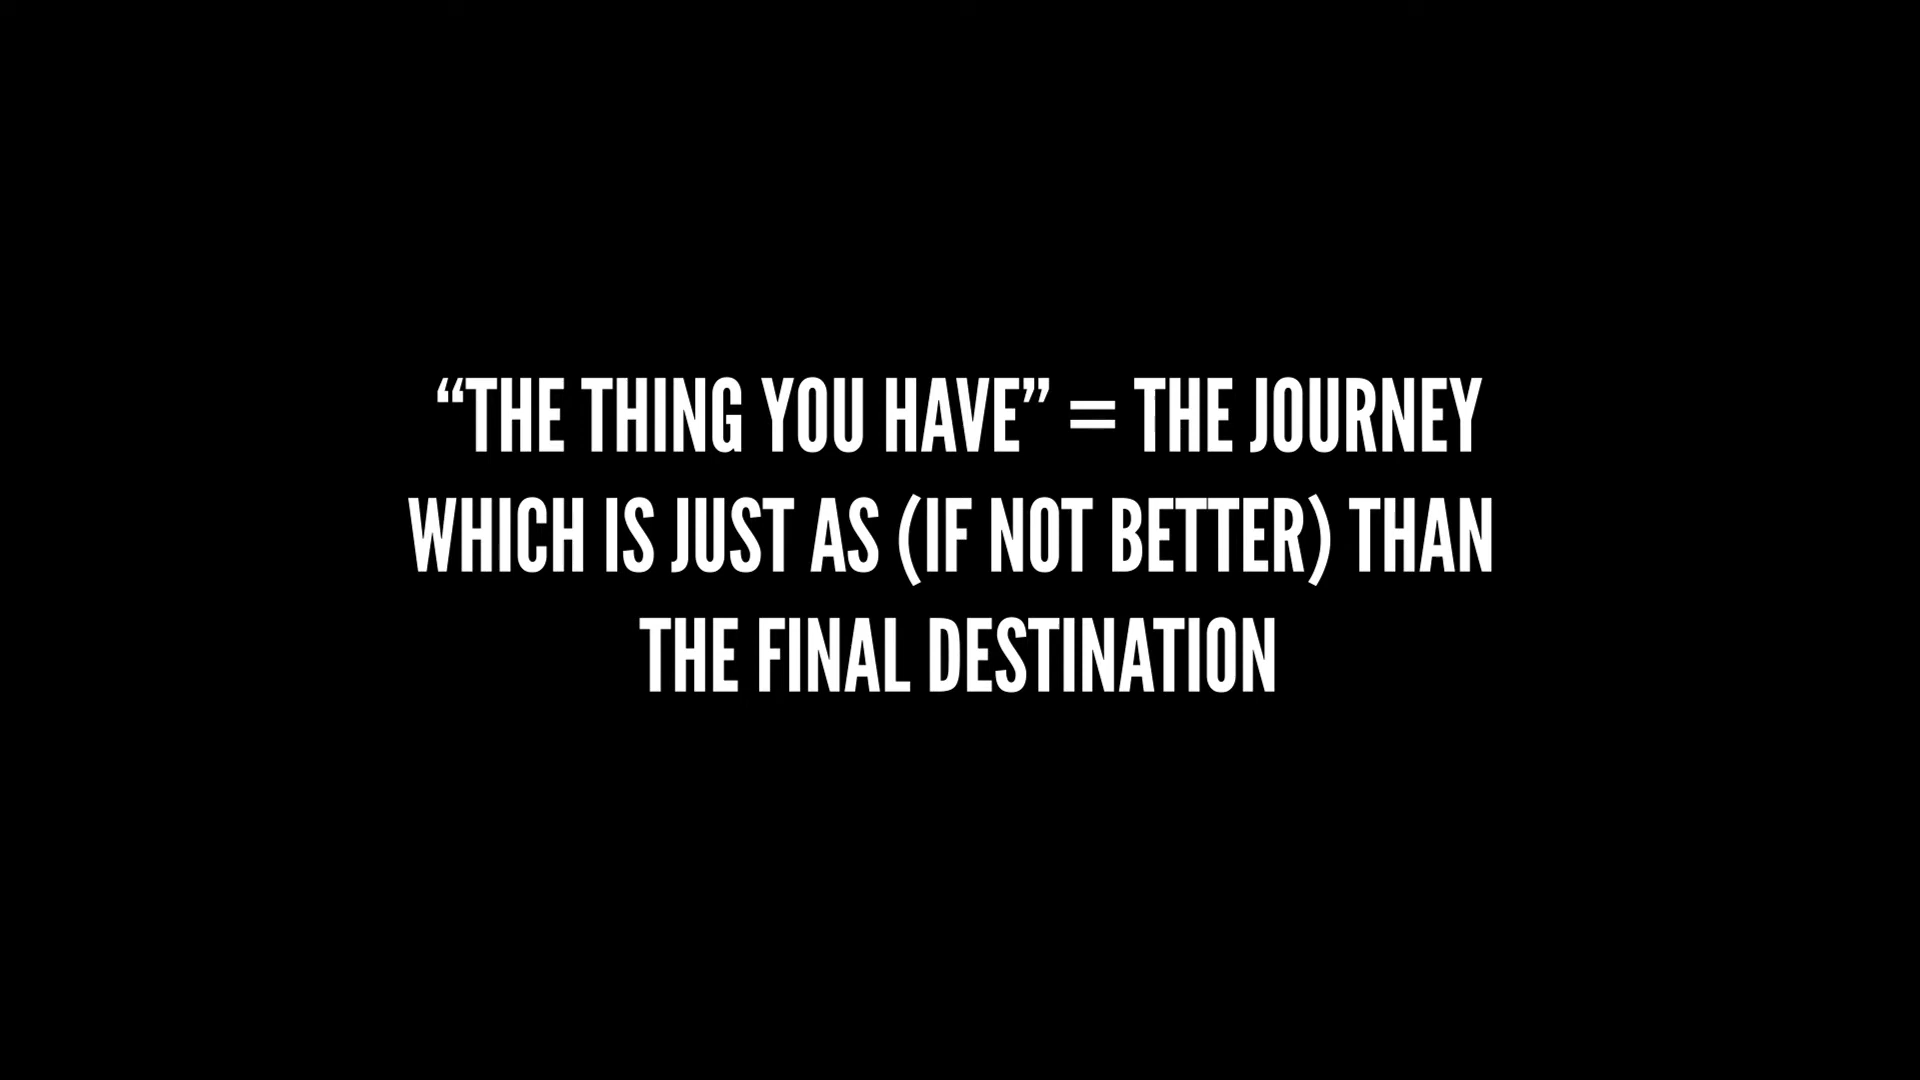 “THE THING YOU HAVE” = THE JOURNEY
WHICH IS JUST AS (IF NOT BETTER) THAN
THE FINAL DESTINATION